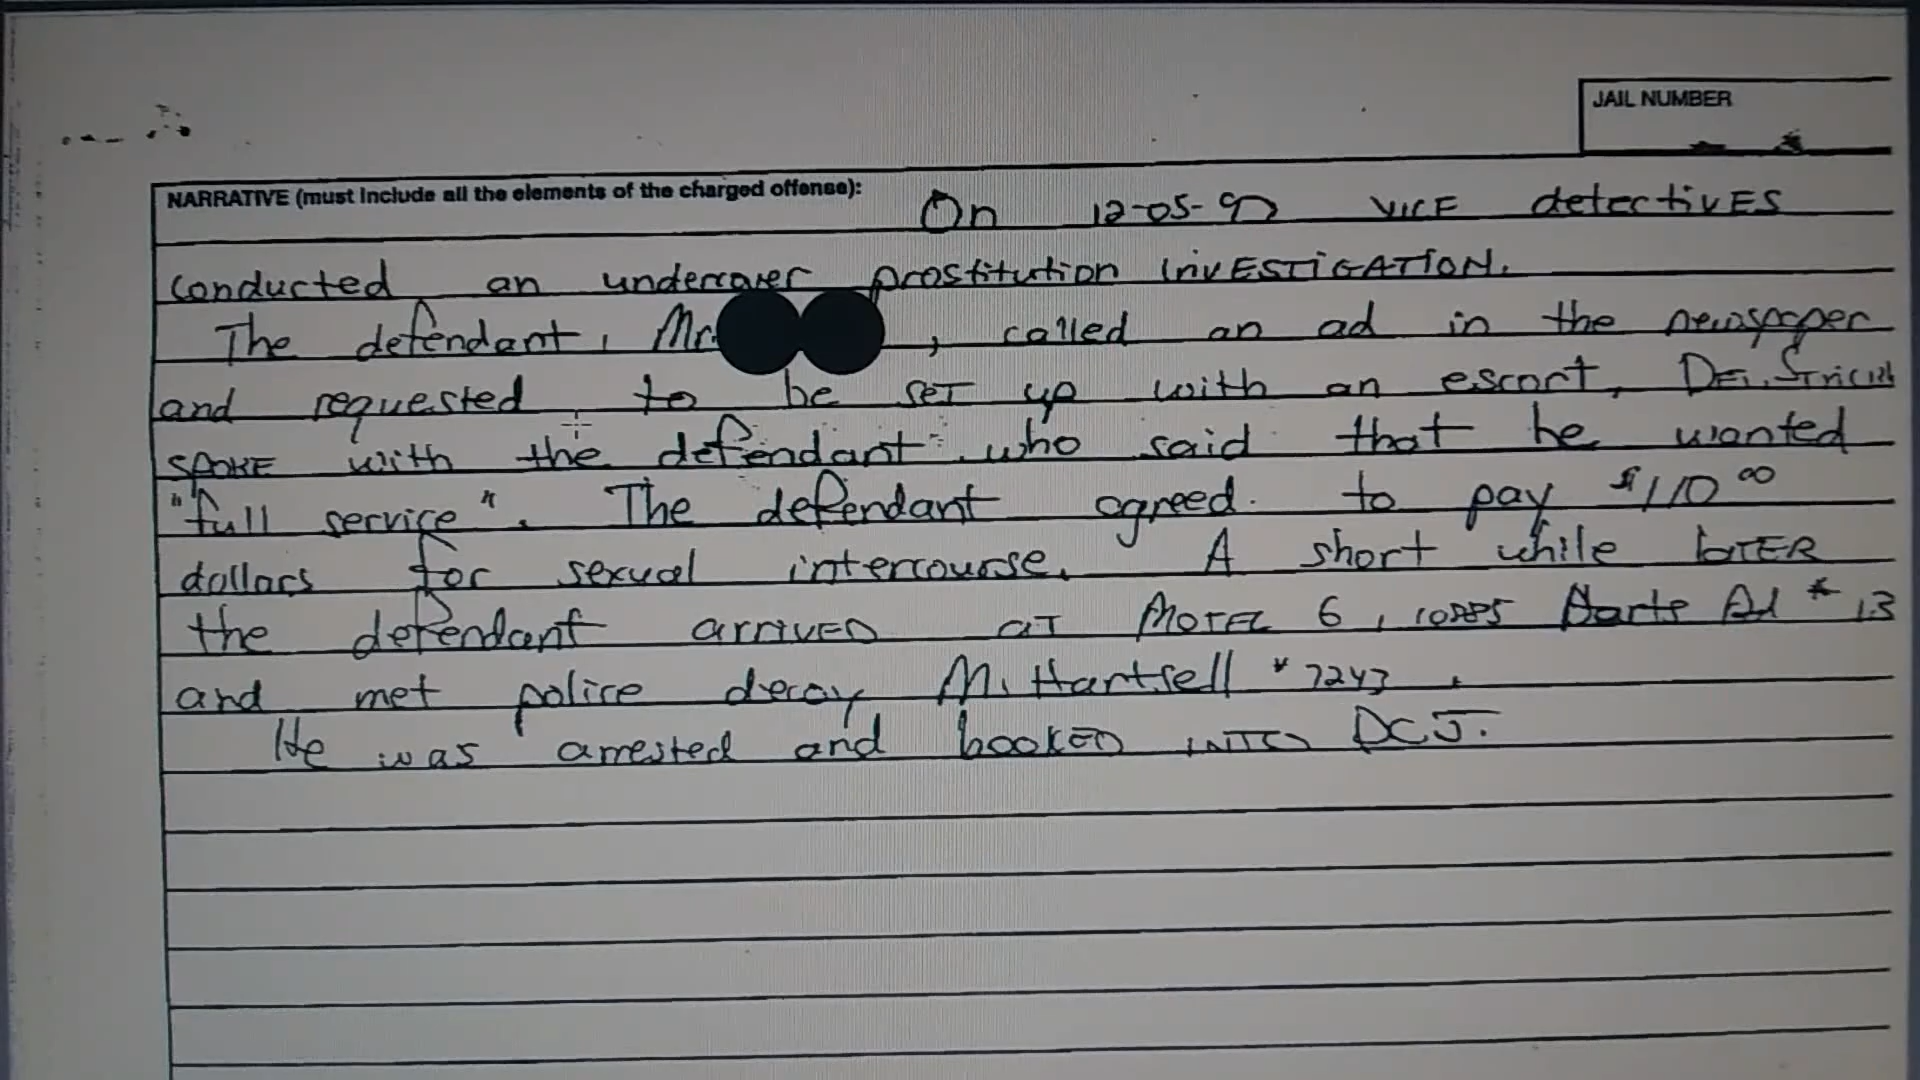 JAIL NUMBER
NARRATIVE (must include all the elements of the charged offense): On 12-05-97 VICE detectivES
conducted an undercover prostitution InvESTiGATION.
The defendant, Mr. , called an ad in the newspaper
and requested to be SET up with an escort, DET.
SPOKE with the defendant who said that he wanted
"full service". The defendant agreed to pay $110 00
dollars for sexual intercourse. A short while lATER
the defendant arrivED aT MOTEL 6,
and met police decoy M. Hartsell # 7243.
He was arrested and bookED INTO DCJ.